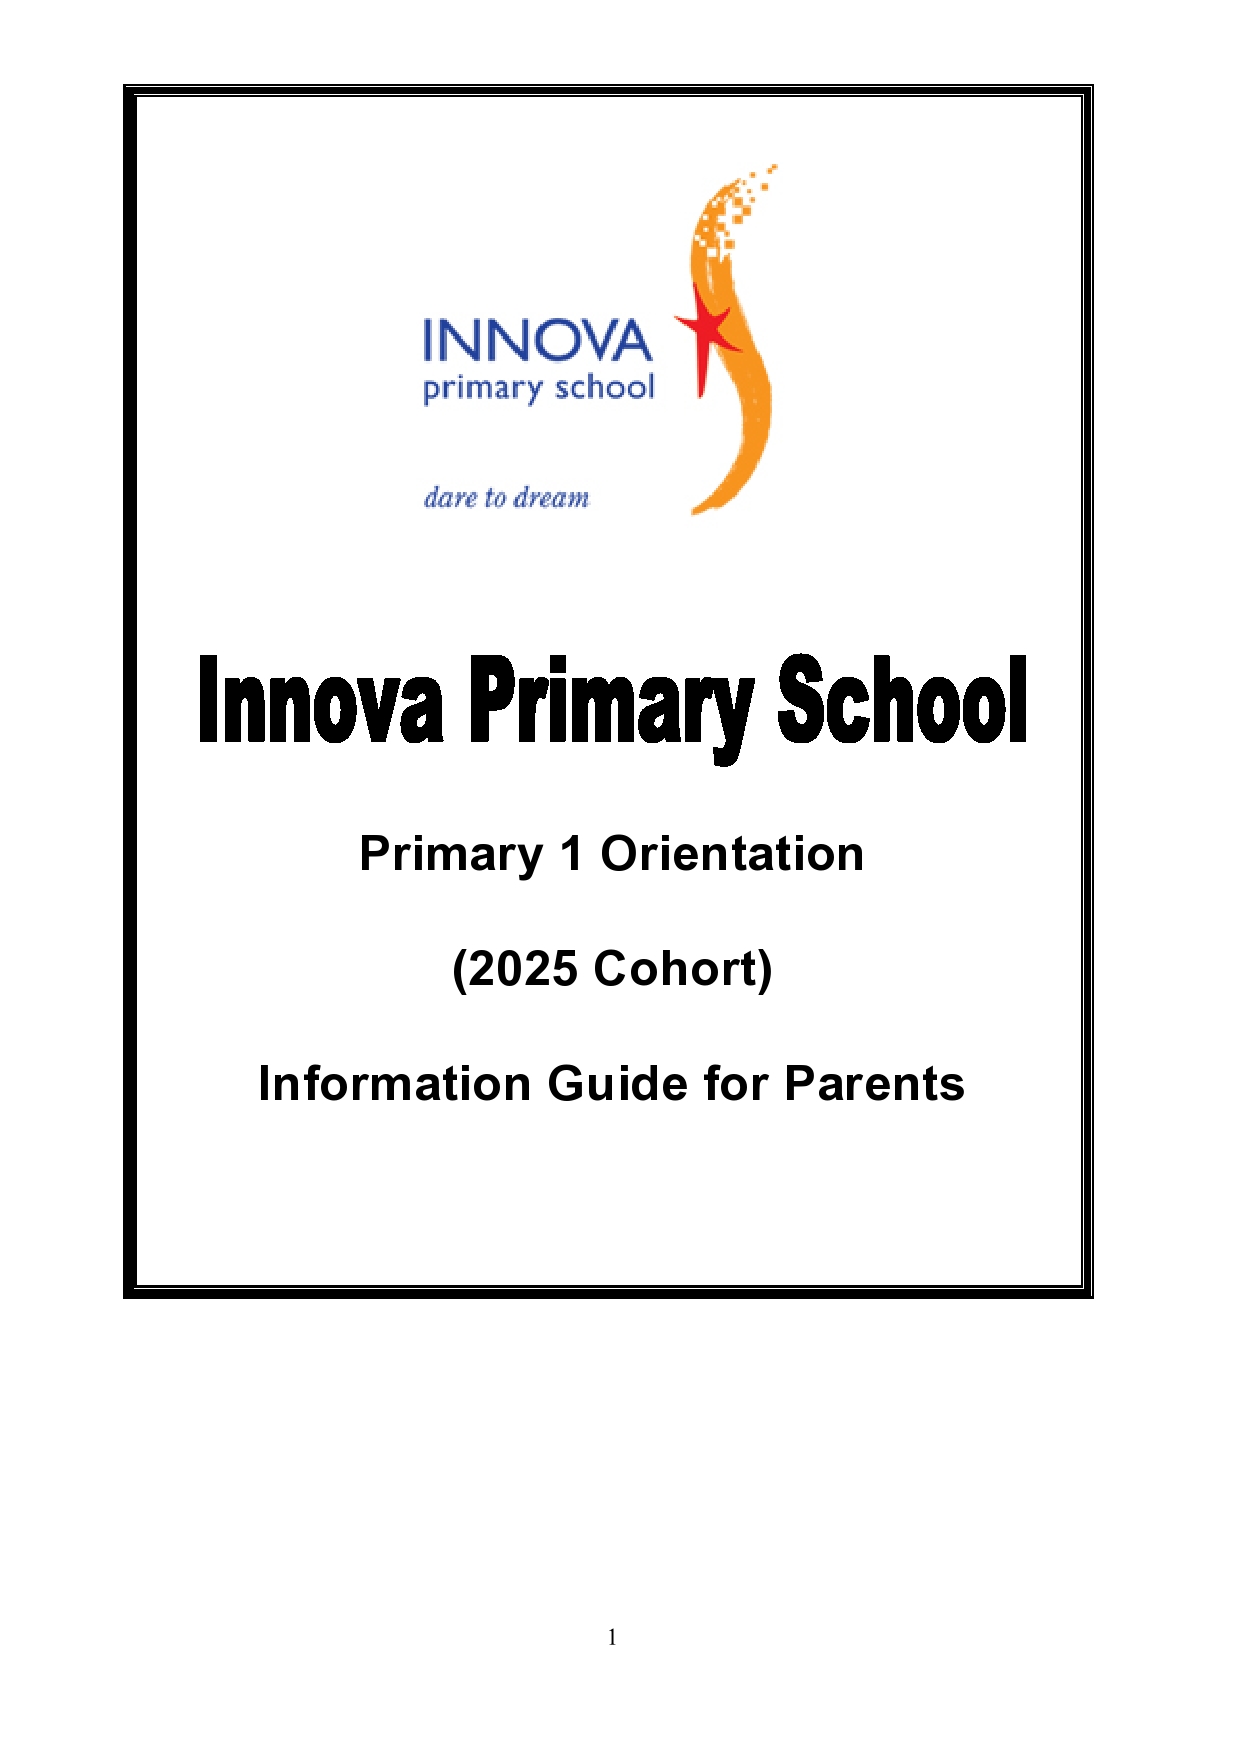 INNOVA
primary school
dare to dream
Innova Primary School
Primary 1 Orientation
(2025 Cohort)
Information Guide for Parents
1